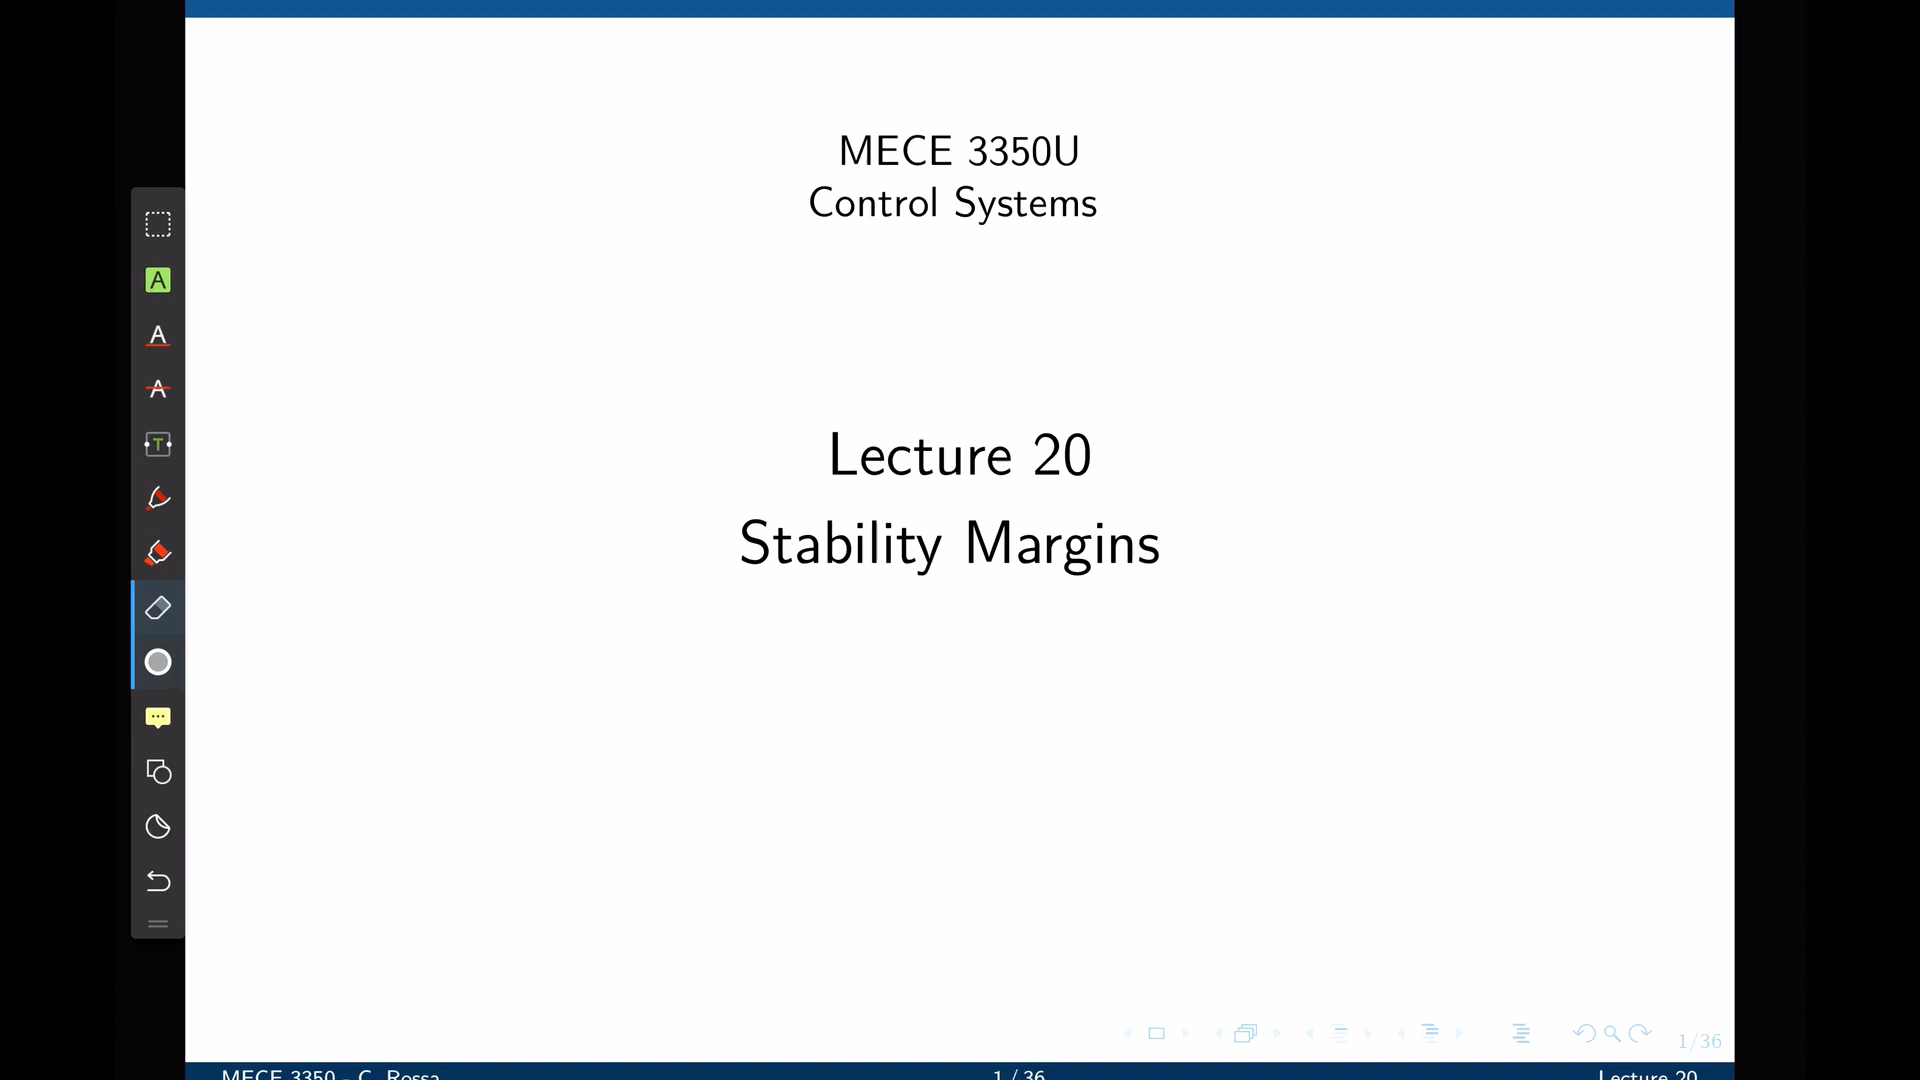 MECE 3350U
Control Systems
Lecture 20
Stability Margins
1/36
MECE 3350 - C. Rossa
1 / 36
Lecture 20
A
A
A
T